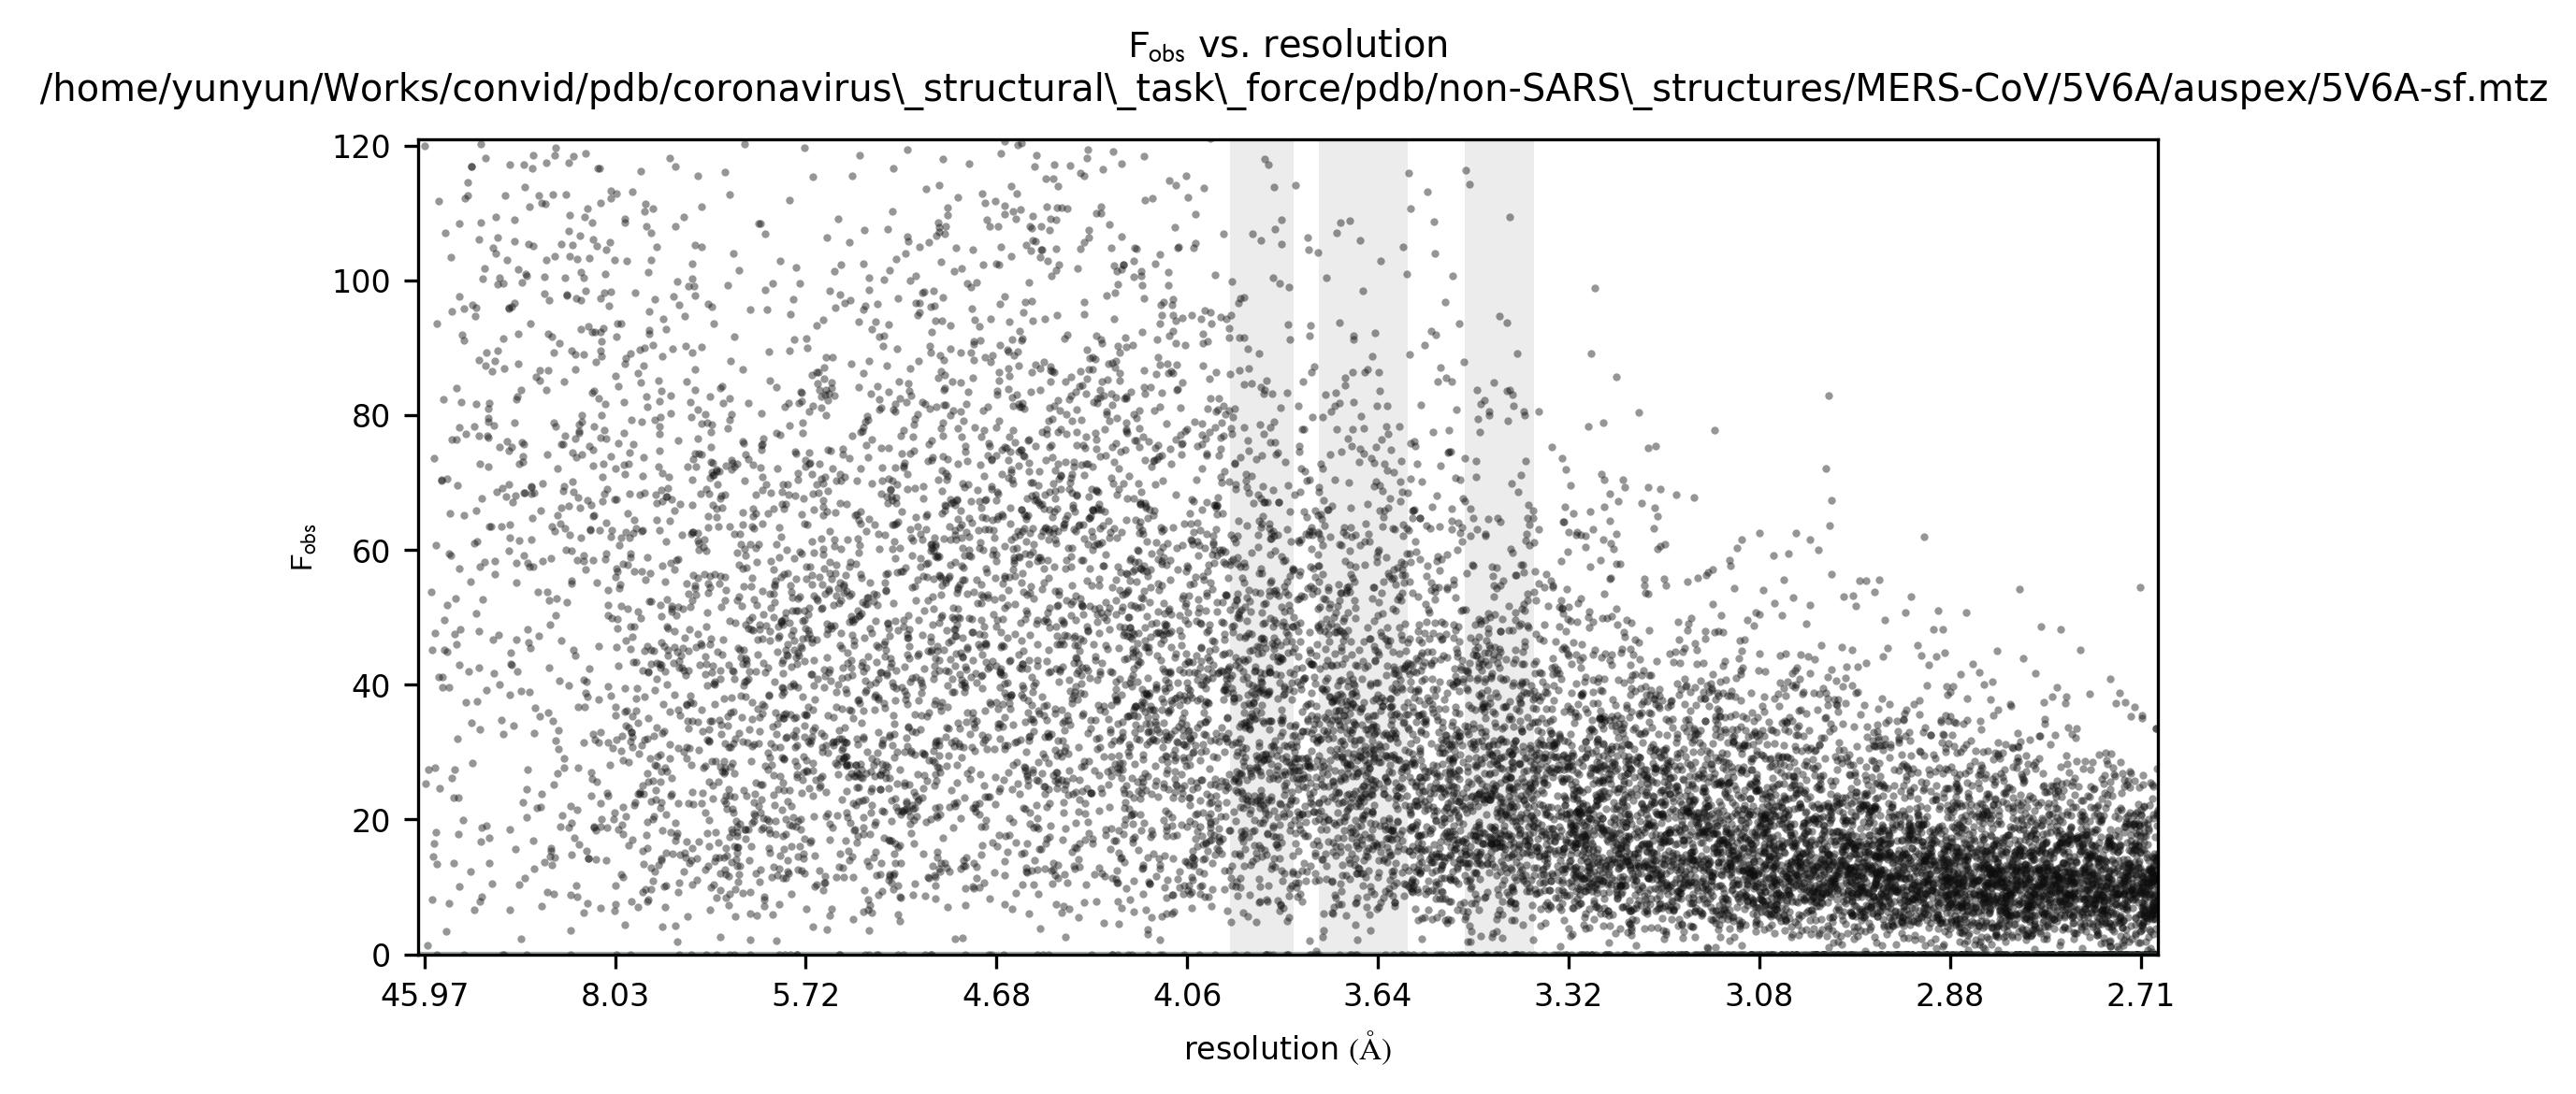 Fobs vs. resolution
/home/yunyun/Works/convid/pdb/coronavirus\_structural\_task\_force/pdb/non-SARS\_structures/MERS-CoV/5V6A/auspex/5V6A-sf.mtz
120
100
80
60
40
20
0
Fobs
45.97 8.03 5.72 4.68 4.06 3.64 3.32 3.08 2.88 2.71
resolution (Å)